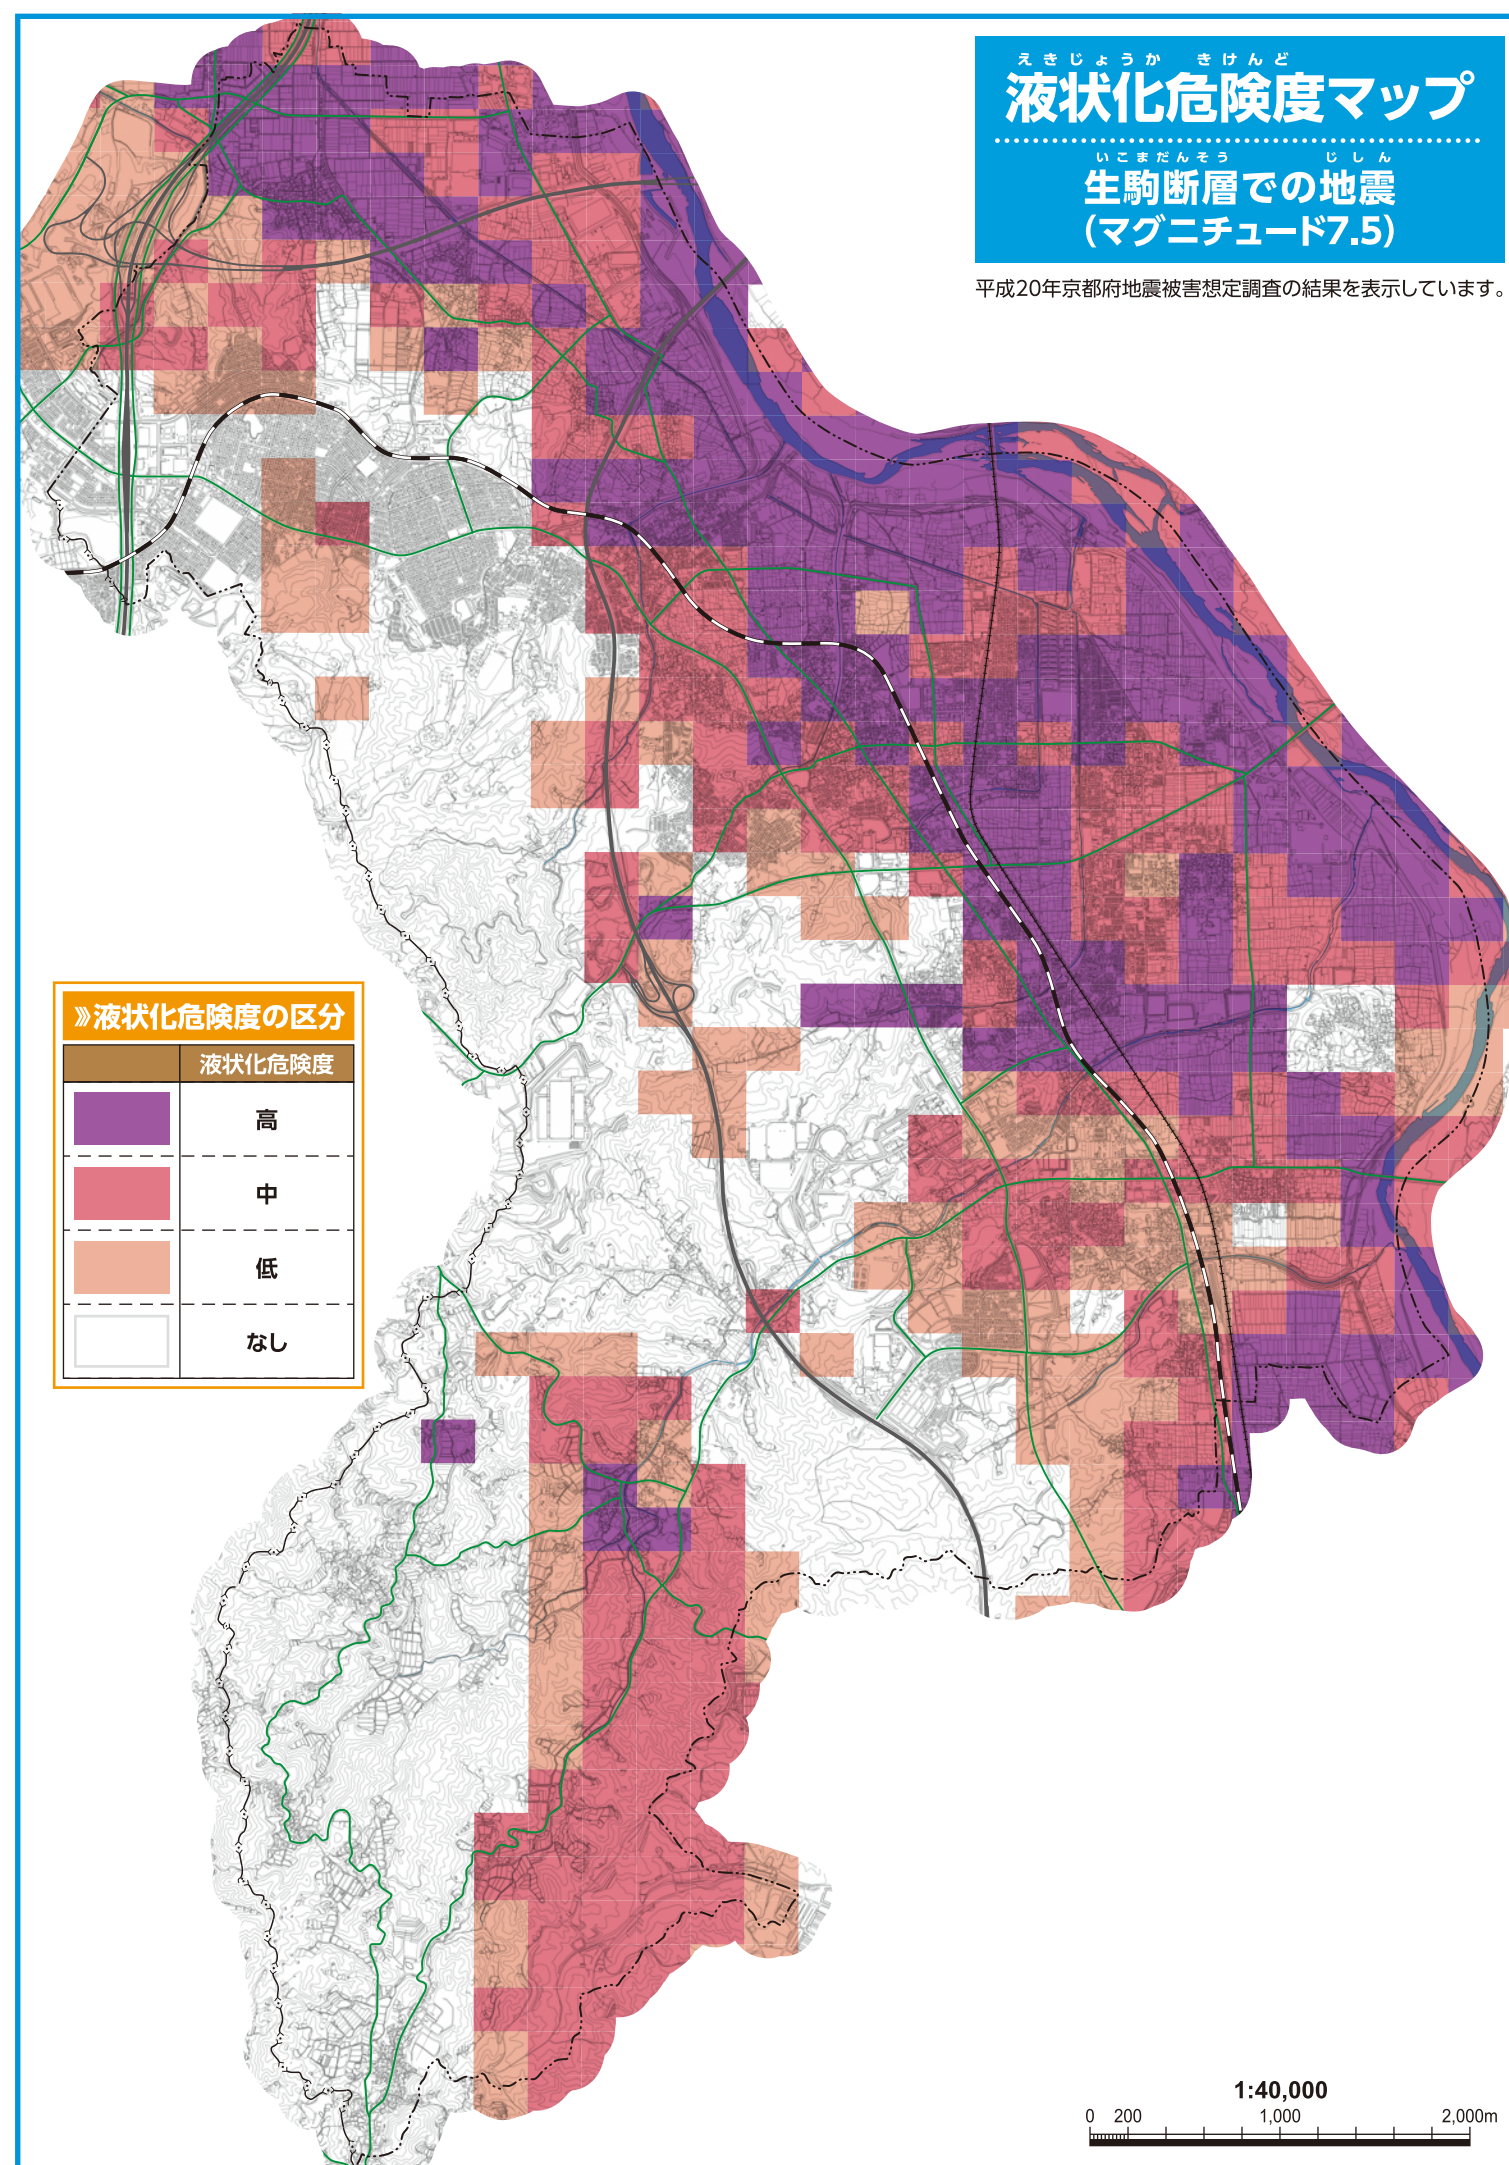 えきじょうか きけんど
液状化危険度マップ
いこまだんそう じしん
生駒断層での地震
(マグニチュード7.5)
平成20年京都府地震被害想定調査の結果を表示しています。
》液状化危険度の区分
液状化危険度
高
中
低
なし
1:40,000
0 200 1,000 2,000m